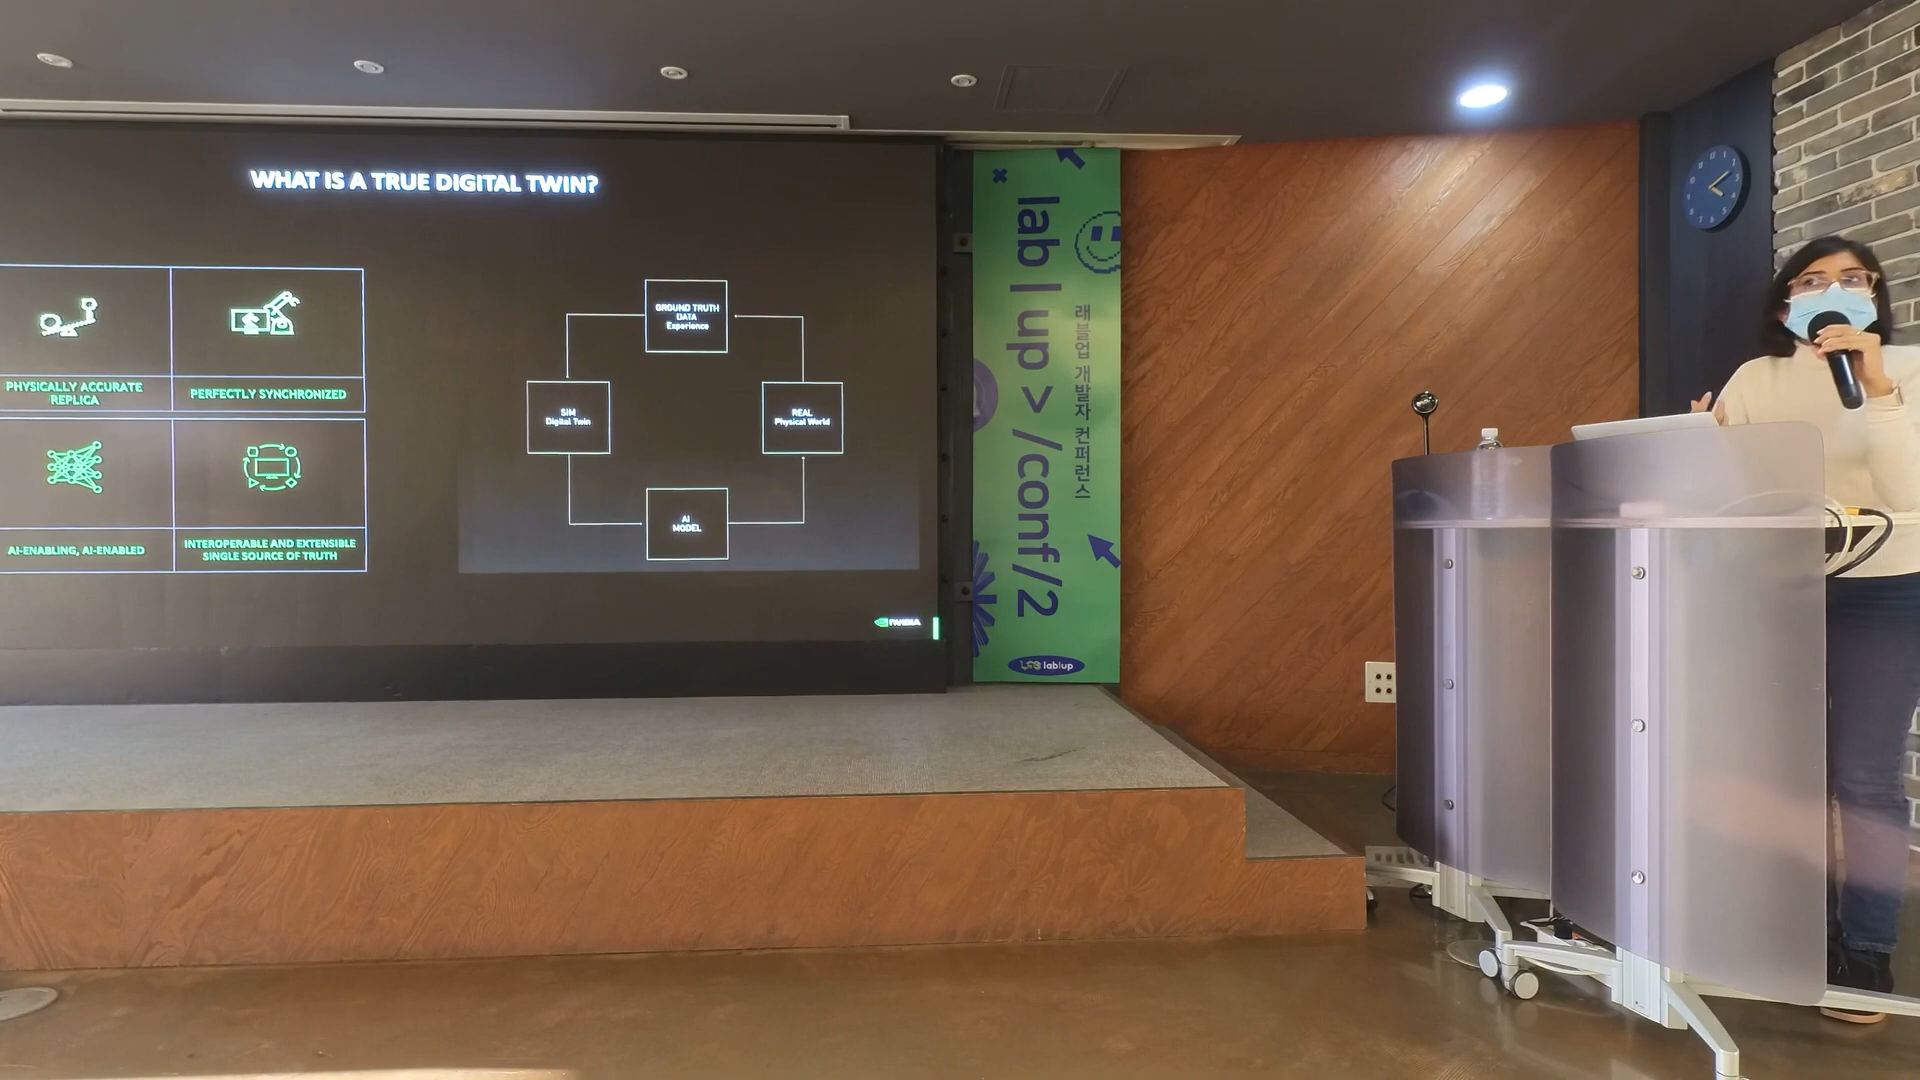 WHAT IS A TRUE DIGITAL TWIN?
PHYSICALLY ACCURATE
REPLICA
PERFECTLY SYNCHRONIZED
AI-ENABLING, AI-ENABLED
INTEROPERABLE AND EXTENSIBLE
SINGLE SOURCE OF TRUTH
GROUND TRUTH
DATA
Experience
SIM
Digital Twin
REAL
Physical World
AI
MODEL
NVIDIA
lab | up > /conf/2
래블업 개발자 컨퍼런스
lablup